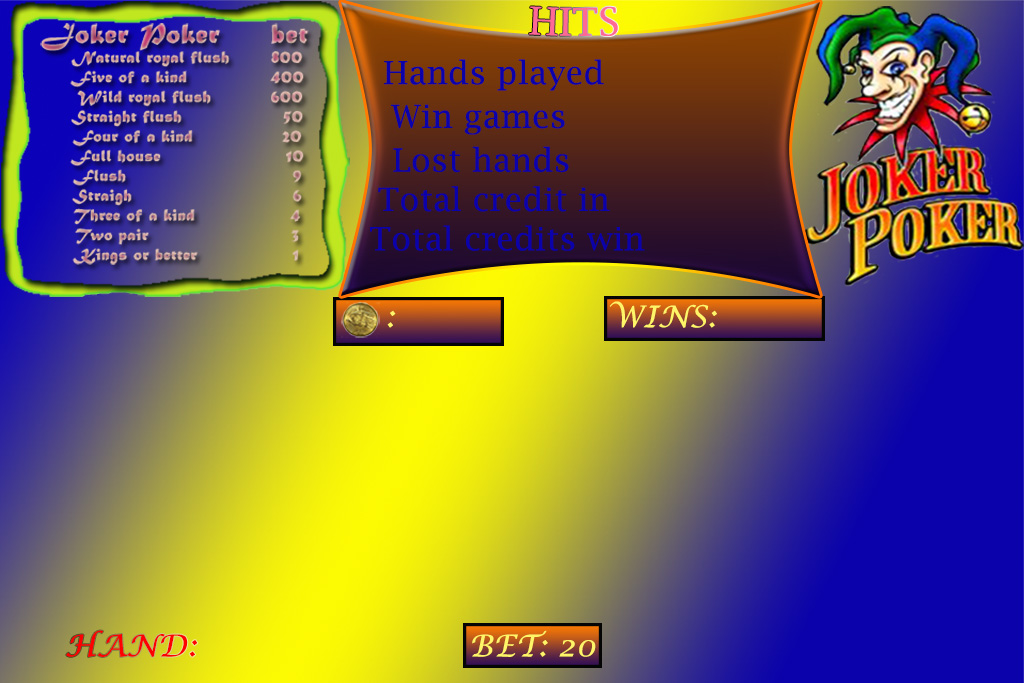 Joker Poker bet
Natural royal flush 800
Five of a kind 400
Wild royal flush 600
Straight flush 50
Four of a kind 20
Full house 10
Flush 9
Straigh 6
Three of a kind 4
Two pair 3
Kings or better 1
HITS
Hands played
Win games
Lost hands
Total credit in
Total credits win
JOKER
POKER
:
WINS:
HAND:
BET: 20